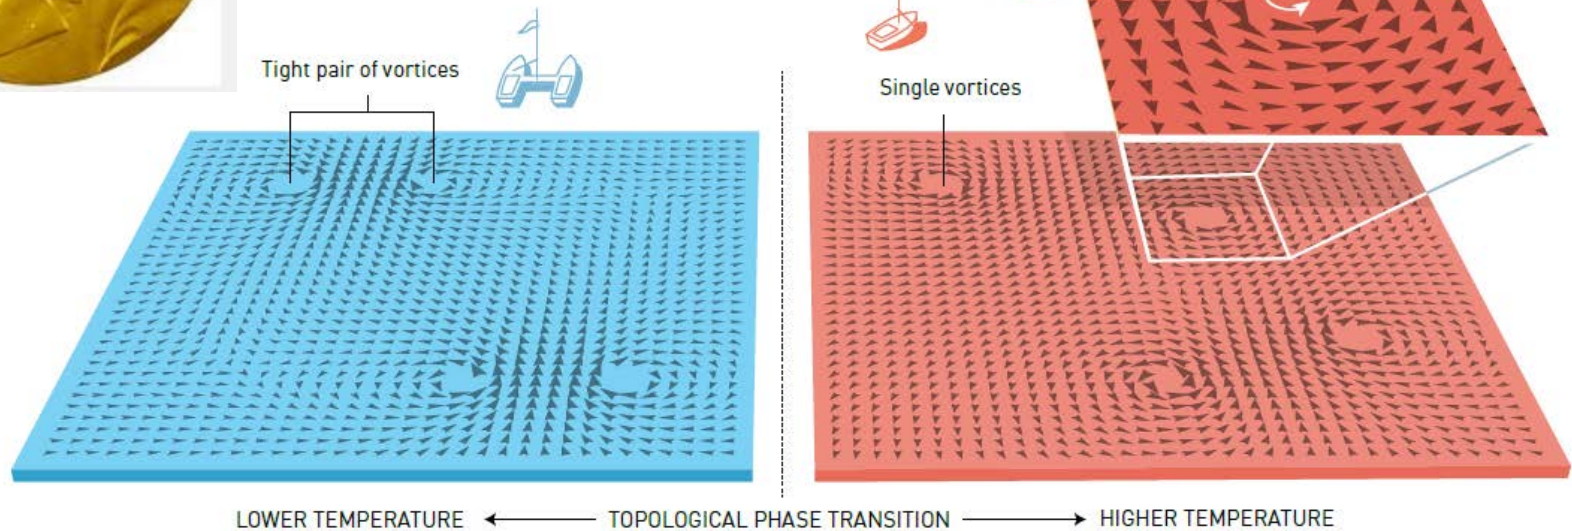 Tight pair of vortices
Single vortices
LOWER TEMPERATURE
TOPOLOGICAL PHASE TRANSITION
HIGHER TEMPERATURE